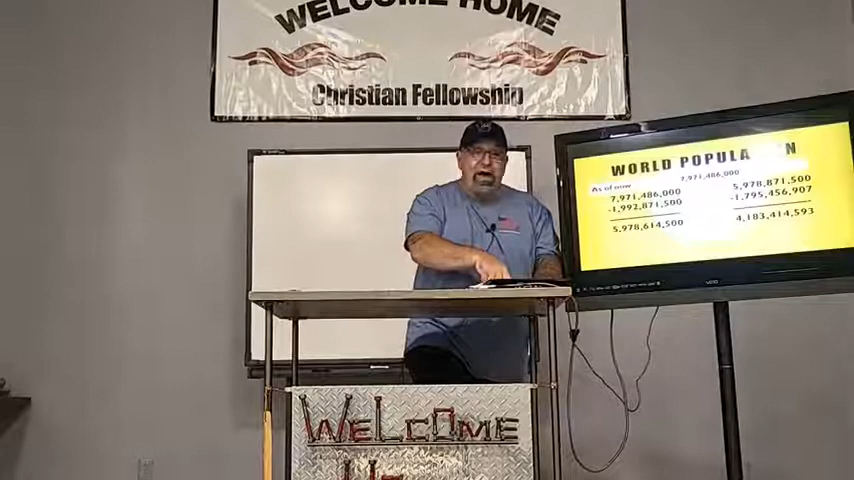 WELCOME HOME
Christian Fellowship
WORLD POPULA N
7,971,486,000
As of now
7,971,486,000
-1,992,871,500
5,978,614,500
5,978,871,500
-1,795,456,907
4,183,414,593
WELCOME